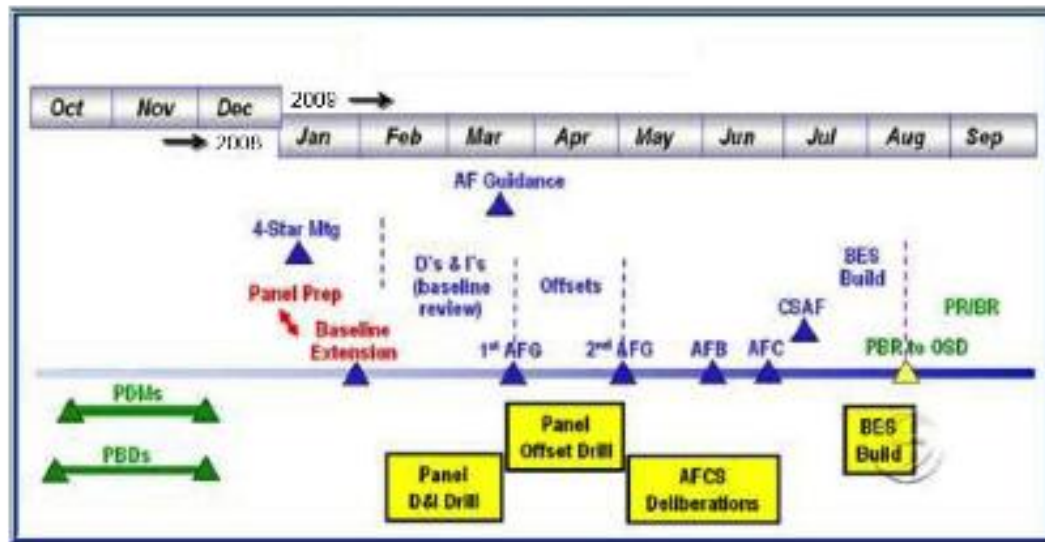 2009
Oct Nov Dec
2008
Jan Feb Mar Apr May Jun Jul Aug Sep
AF Guidance
4-Star Mtg
D's & I's
(baseline
review)
Offsets
BES
Build
Panel Prep
CSAF
PR/BR
Baseline
Extension
1st AFG
2nd AFG
AFB
AFC
PBR to OSD
PDMs
PBDs
Panel
Offset Drill
BES
Build
Panel
D&I Drill
AFCS
Deliberations